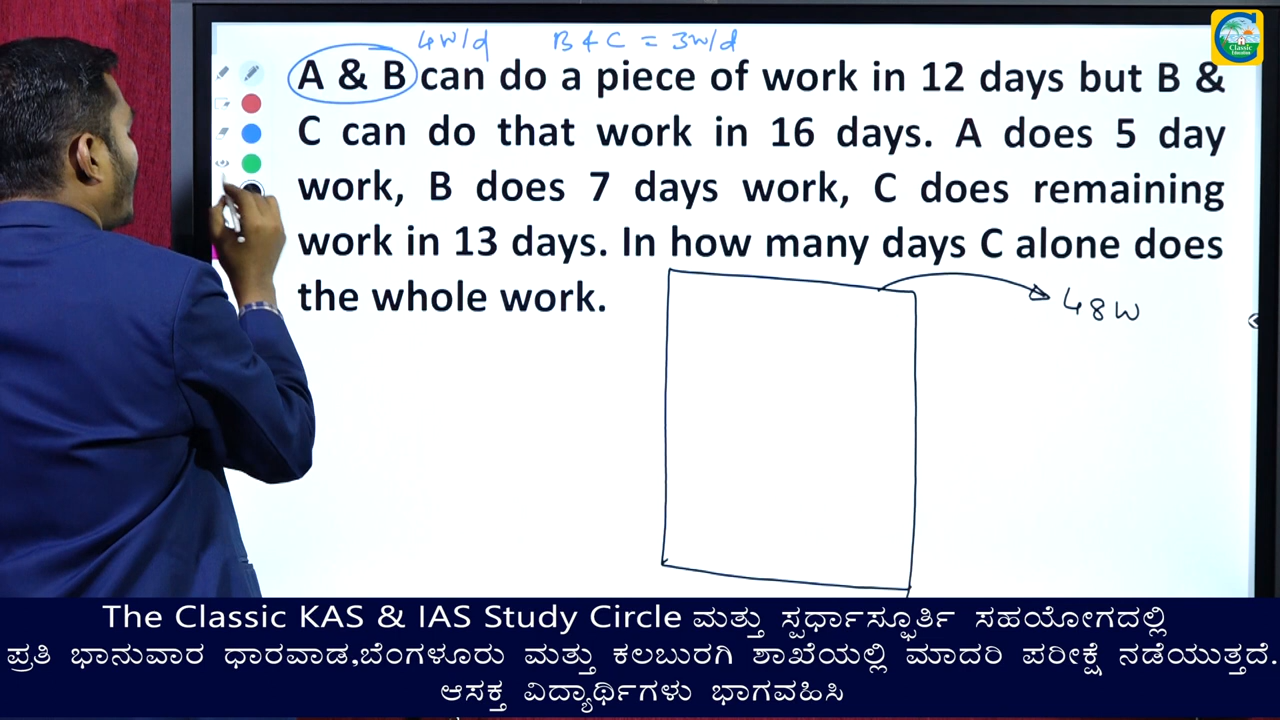 4w/d B & C = 3w/d
Classic
Education
A & B can do a piece of work in 12 days but B &
C can do that work in 16 days. A does 5 day
work, B does 7 days work, C does remaining
work in 13 days. In how many days C alone does
the whole work.
48w
The Classic KAS & IAS Study Circle ಮತ್ತು ಸ್ಪರ್ಧಾಸ್ಫೂರ್ತಿ ಸಹಯೋಗದಲ್ಲಿ
ಪ್ರತಿ ಭಾನುವಾರ ಧಾರವಾಡ,ಬೆಂಗಳೂರು ಮತ್ತು ಕಲಬುರಗಿ ಶಾಖೆಯಲ್ಲಿ ಮಾದರಿ ಪರೀಕ್ಷೆ ನಡೆಯುತ್ತದೆ.
ಆಸಕ್ತ ವಿದ್ಯಾರ್ಥಿಗಳು ಭಾಗವಹಿಸಿ